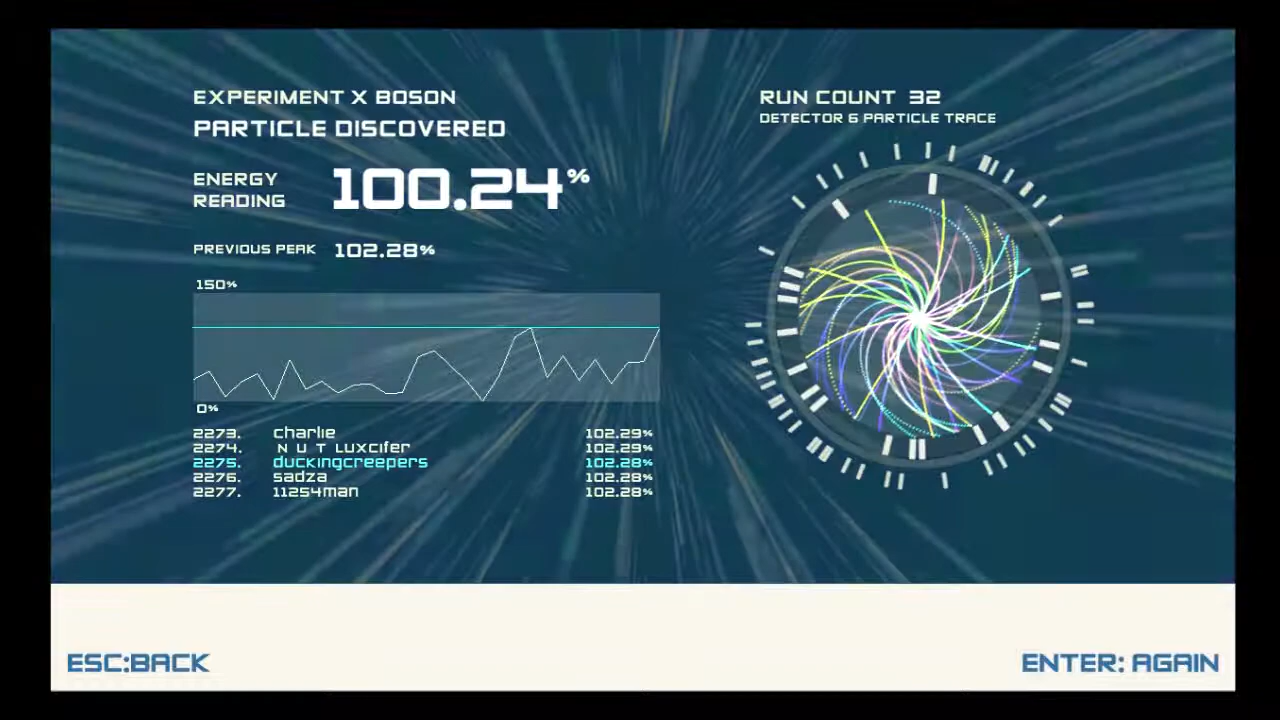 EXPERIMENT X BOSON
PARTICLE DISCOVERED
ENERGY READING 100.24%
PREVIOUS PEAK 102.28%
150%
0%
2273. charlie 102.29%
2274. N U T LUXcifer 102.29%
2275. duckingcreepers 102.28%
2276. sadza 102.28%
2277. 11254man 102.28%
RUN COUNT 32
DETECTOR 6 PARTICLE TRACE
ESC:BACK
ENTER: AGAIN